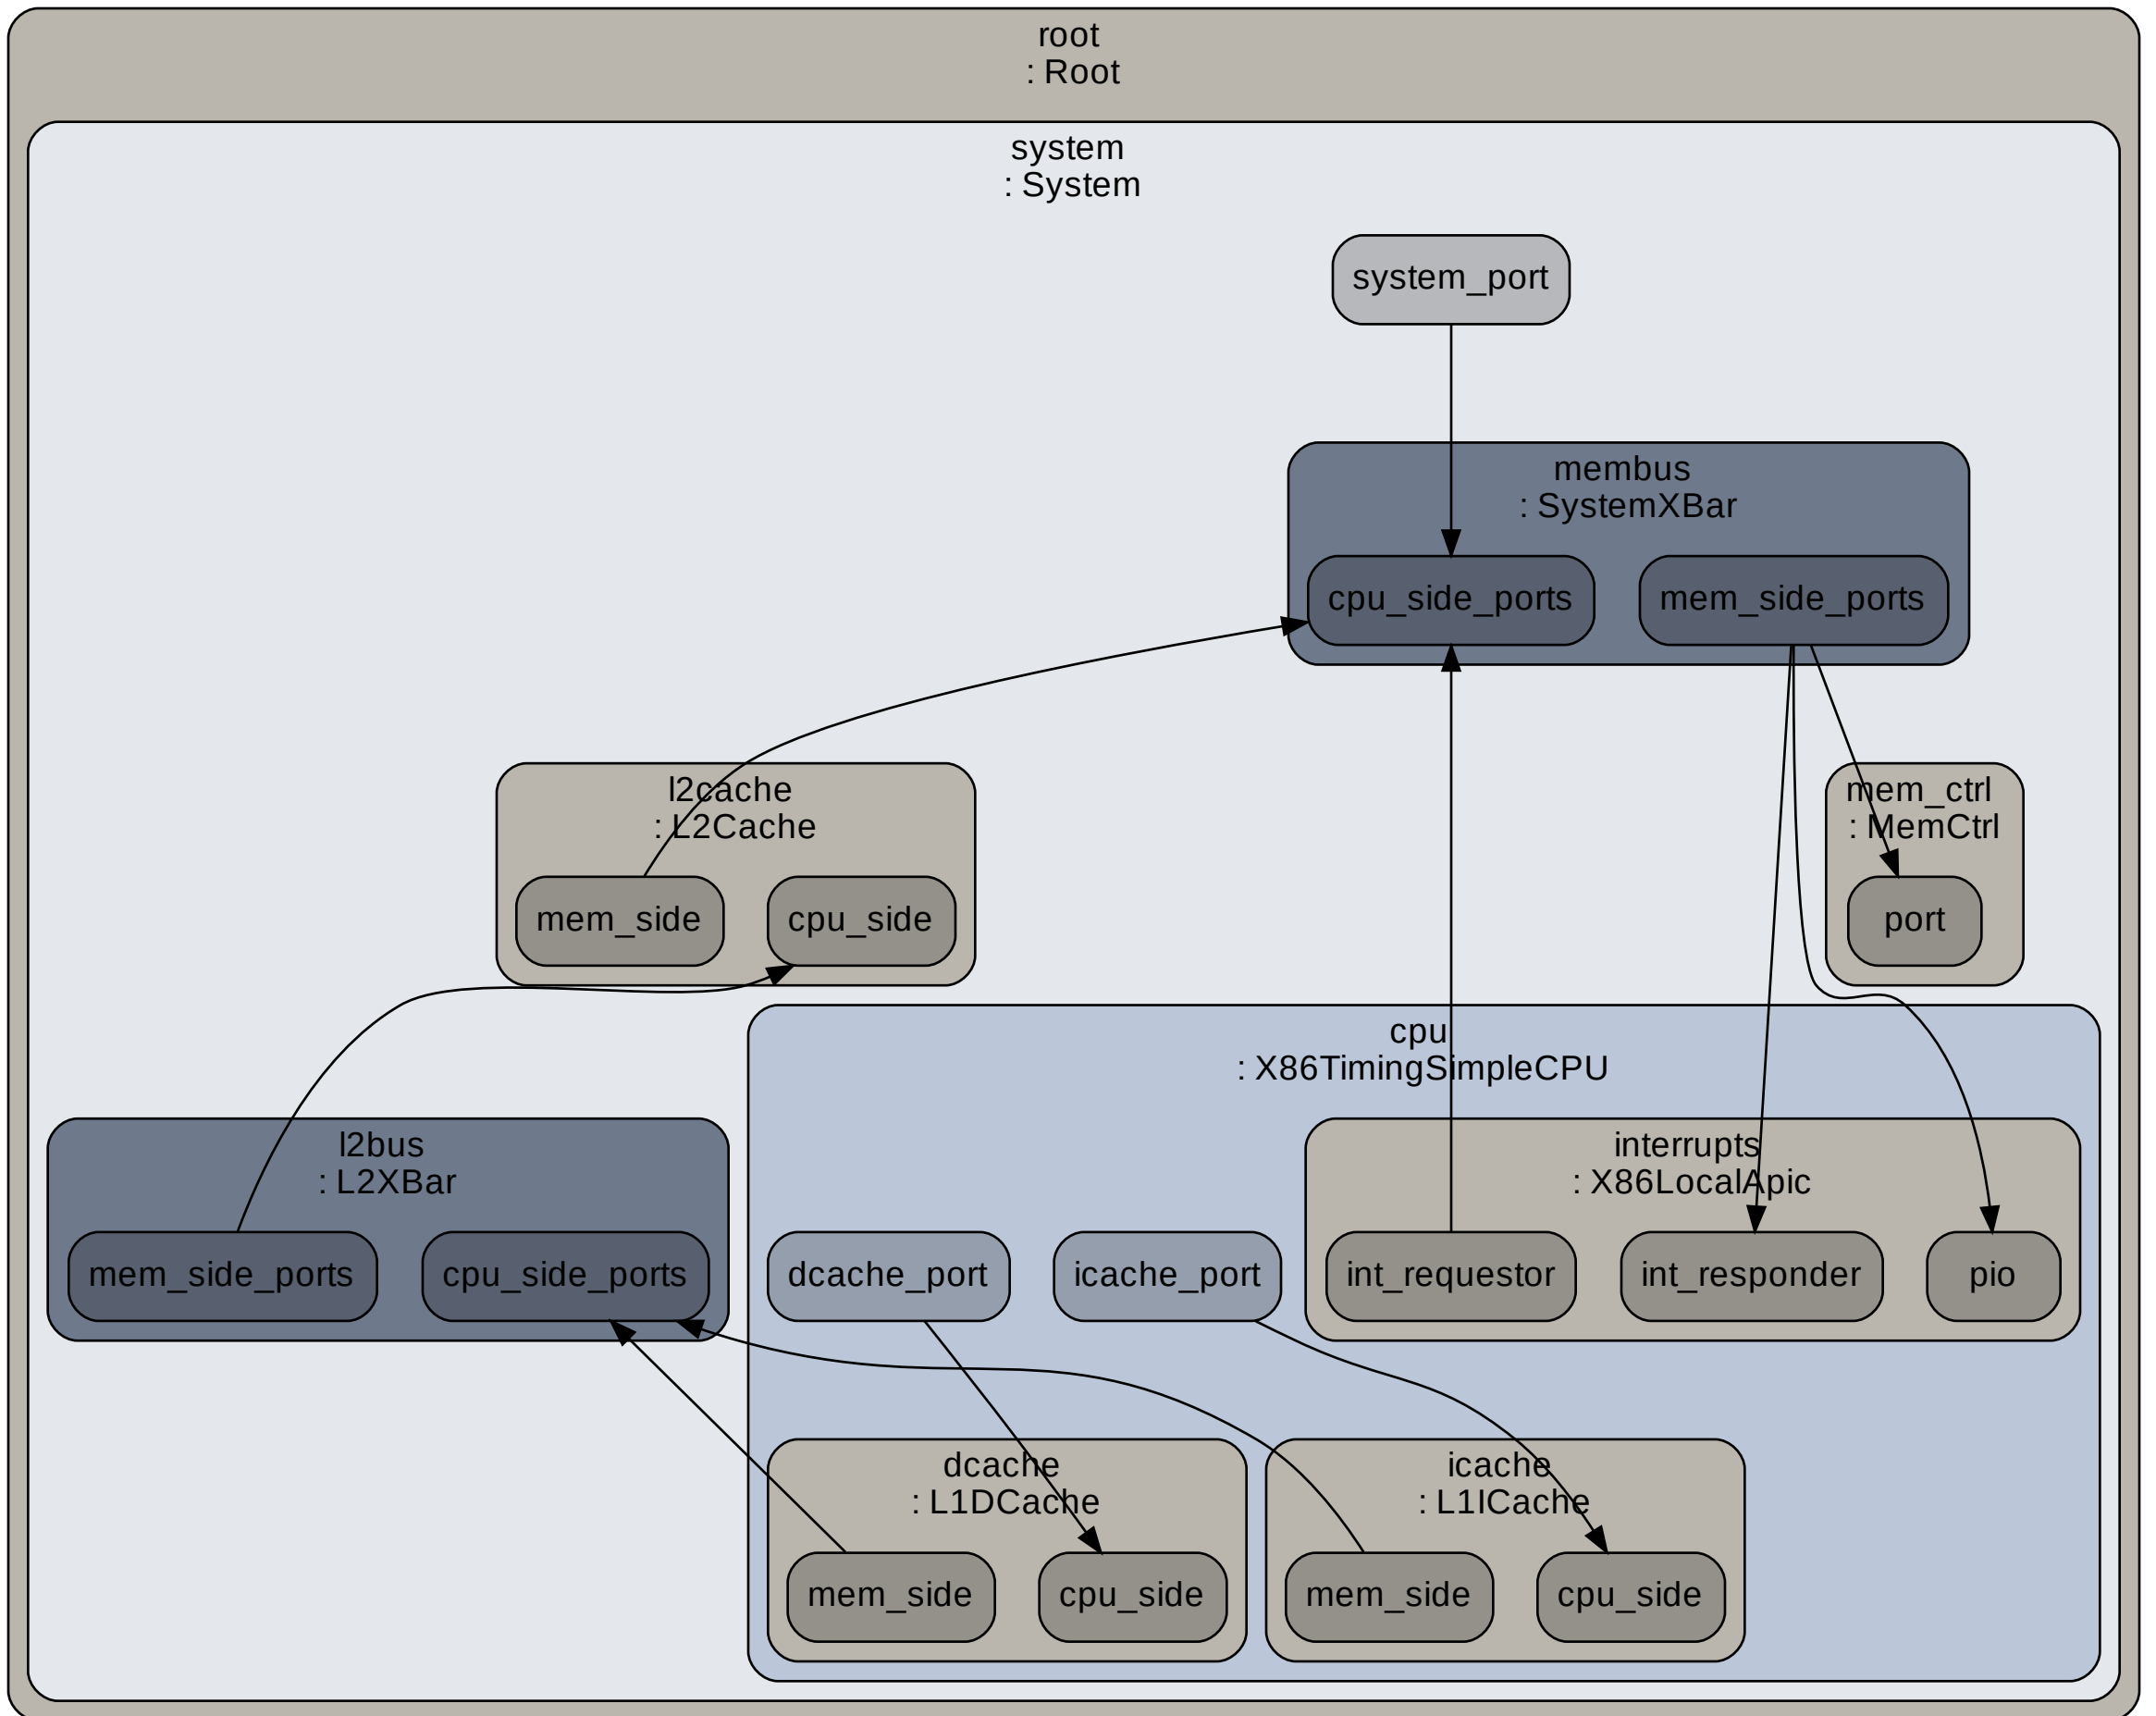 root
: Root
system
: System
system_port
membus
: SystemXBar
cpu_side_ports
mem_side_ports
l2cache
: L2Cache
mem_side
cpu_side
mem_ctrl
: MemCtrl
port
cpu
: X86TimingSimpleCPU
l2bus
: L2XBar
mem_side_ports
cpu_side_ports
interrupts
: X86LocalApic
dcache_port
icache_port
int_requestor
int_responder
pio
dcache
: L1DCache
mem_side
cpu_side
icache
: L1ICache
mem_side
cpu_side